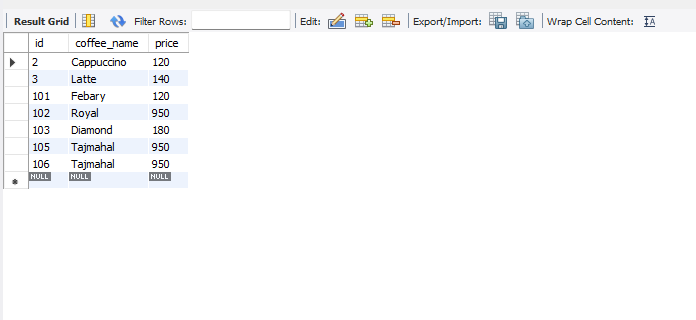 Result Grid Filter Rows: Edit: Export/Import: Wrap Cell Content: IA
id coffee_name price
2 Cappuccino 120
3 Latte 140
101 Febary 120
102 Royal 950
103 Diamond 180
105 Tajmahal 950
106 Tajmahal 950
NULL NULL NULL